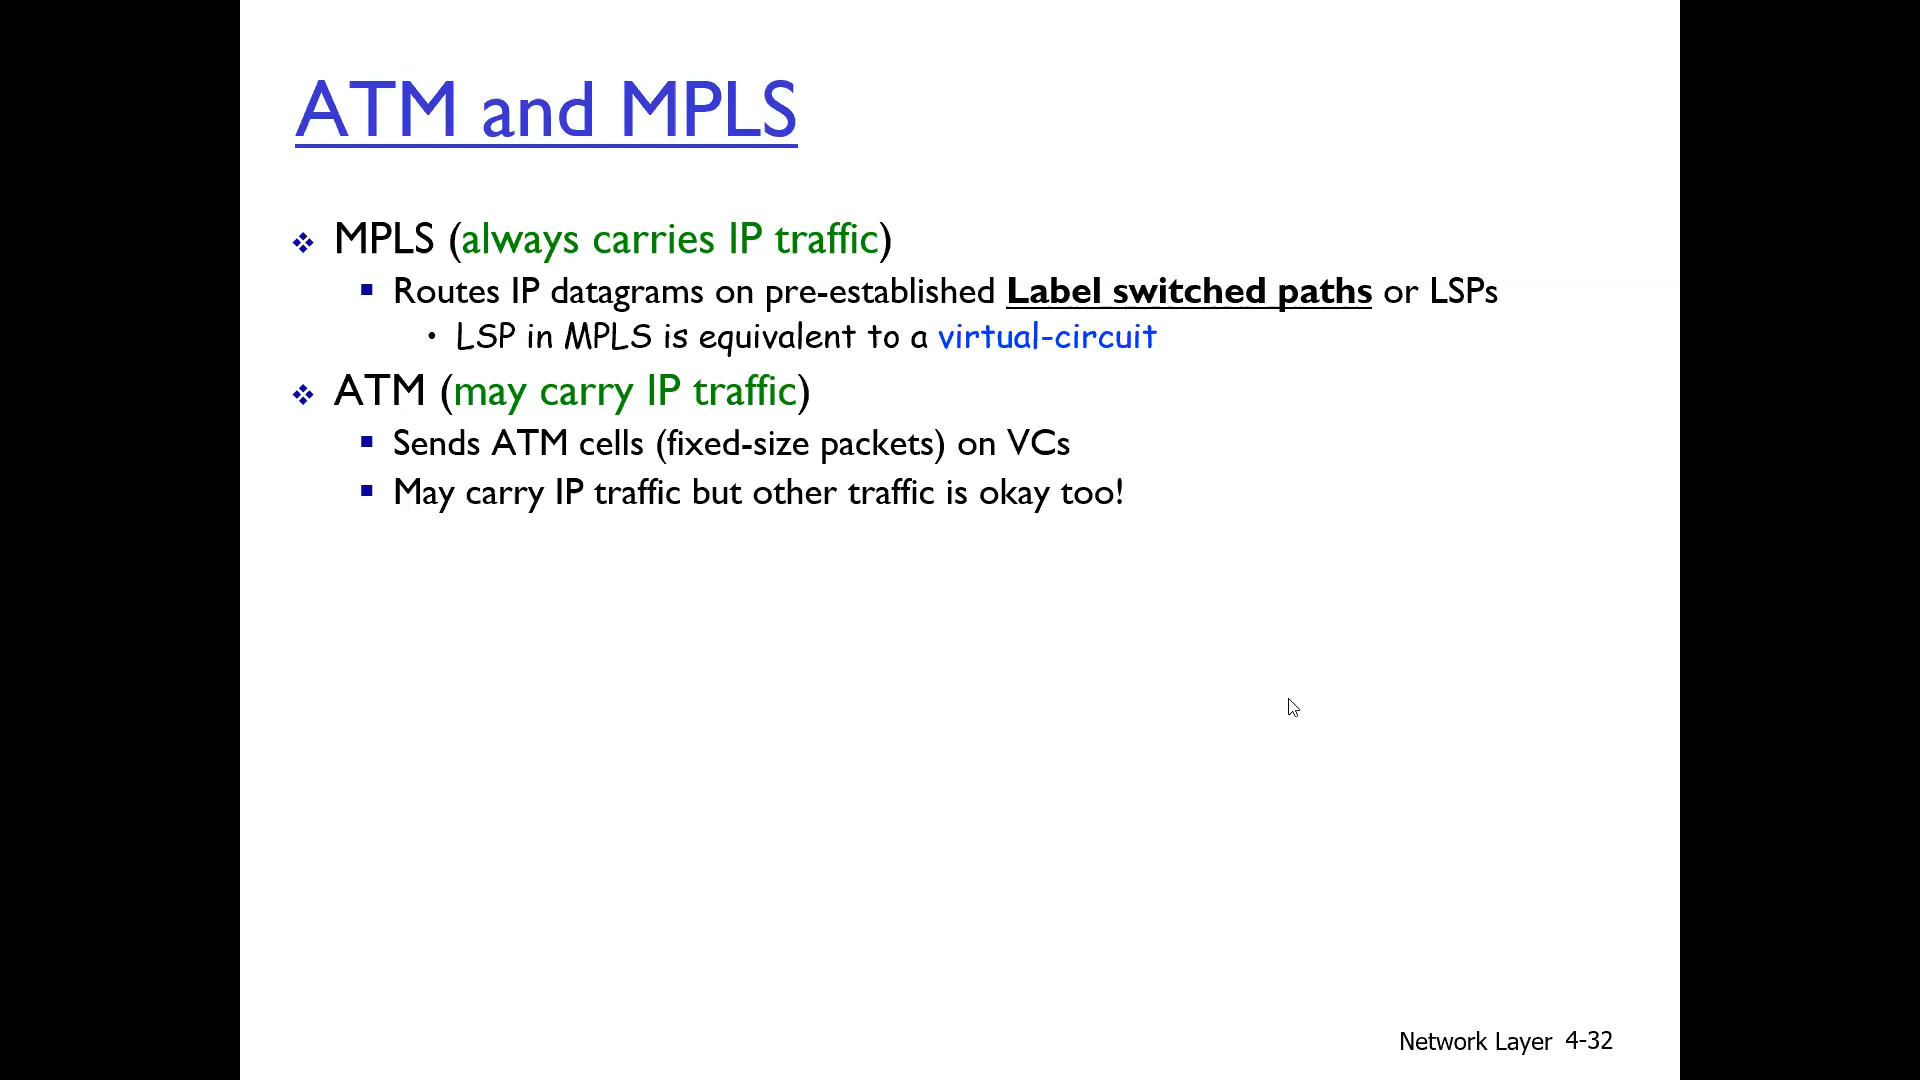 ATM and MPLS
MPLS (always carries IP traffic)
Routes IP datagrams on pre-established Label switched paths or LSPs
LSP in MPLS is equivalent to a virtual-circuit
ATM (may carry IP traffic)
Sends ATM cells (fixed-size packets) on VCs
May carry IP traffic but other traffic is okay too!
Network Layer 4-32